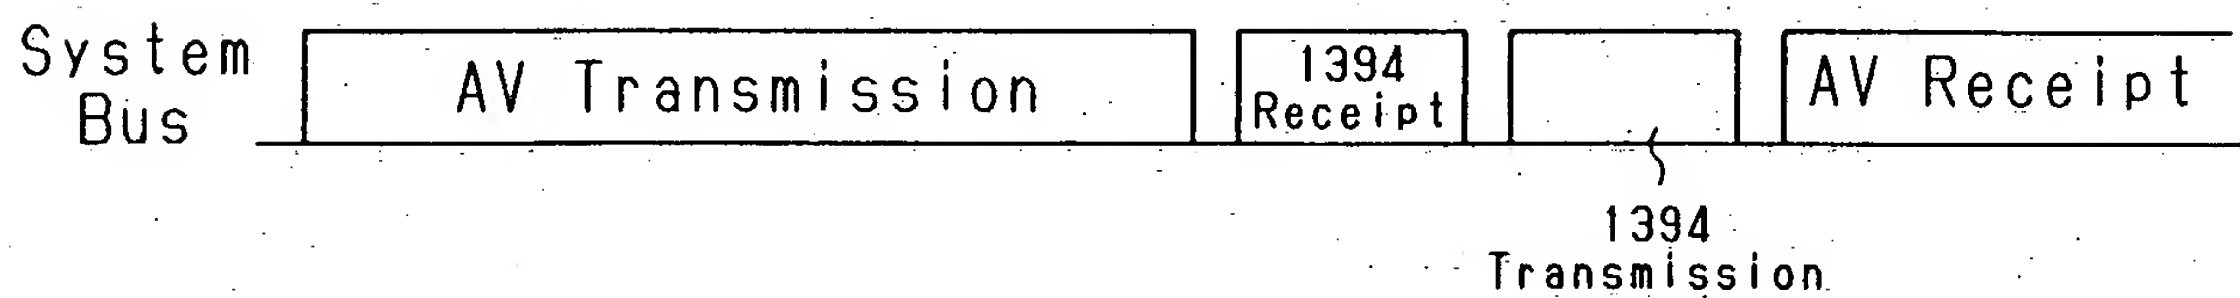 System
Bus
AV Transmission
1394
Receipt
AV Receipt
1394
Transmission